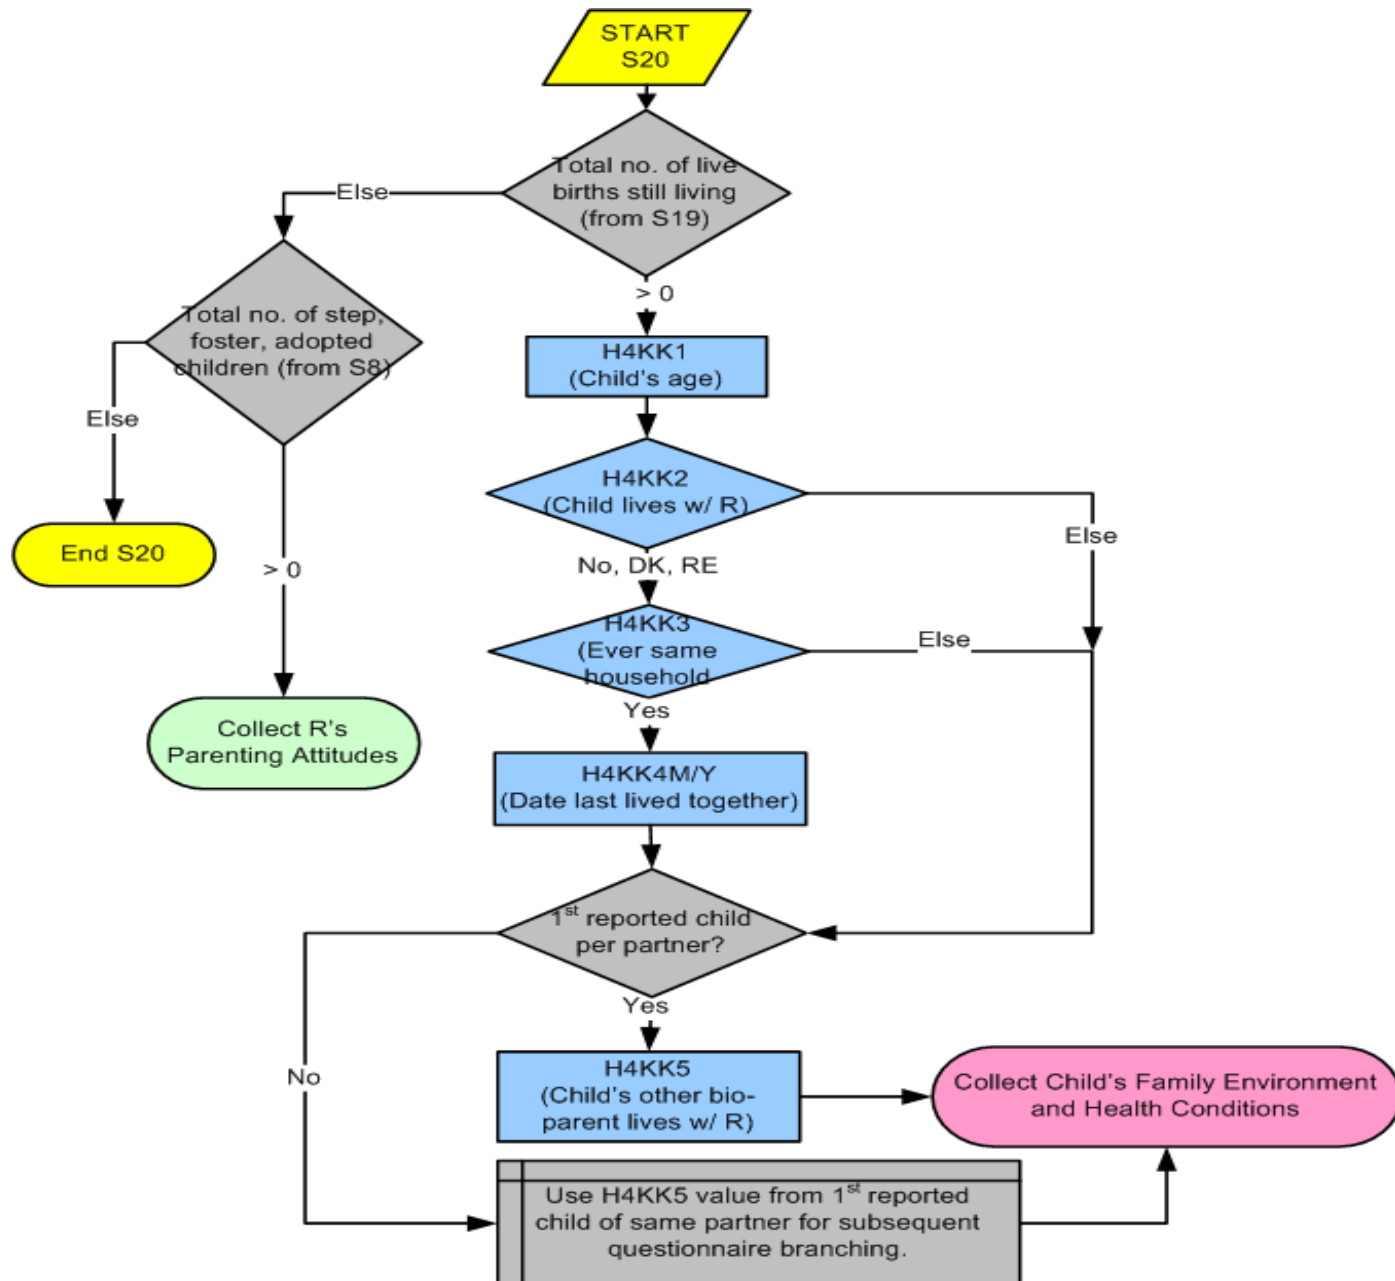 START
S20
Total no. of live
births still living
(from S19)
Else
> 0
Total no. of step,
foster, adopted
children (from S8)
Else
> 0
End S20
Collect R's
Parenting Attitudes
H4KK1
(Child's age)
H4KK2
(Child lives w/ R)
Else
No, DK, RE
H4KK3
(Ever same
household
Else
Yes
H4KK4M/Y
(Date last lived together)
1st reported child
per partner?
Yes
No
H4KK5
(Child's other bio-
parent lives w/ R)
Collect Child's Family Environment
and Health Conditions
Use H4KK5 value from 1st reported
child of same partner for subsequent
questionnaire branching.